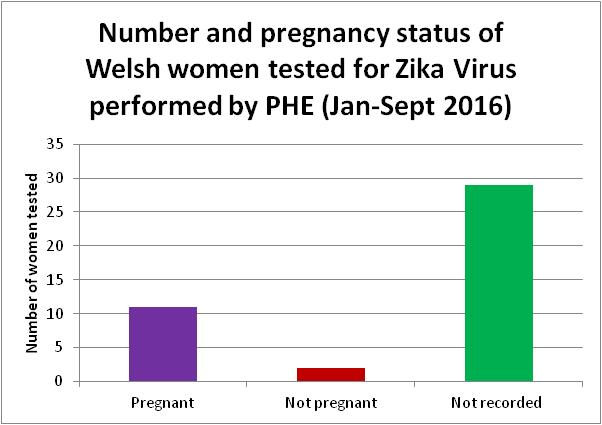 Number and pregnancy status of
Welsh women tested for Zika Virus
performed by PHE (Jan-Sept 2016)
Number of women tested
35
30
25
20
15
10
5
0
Pregnant
Not pregnant
Not recorded